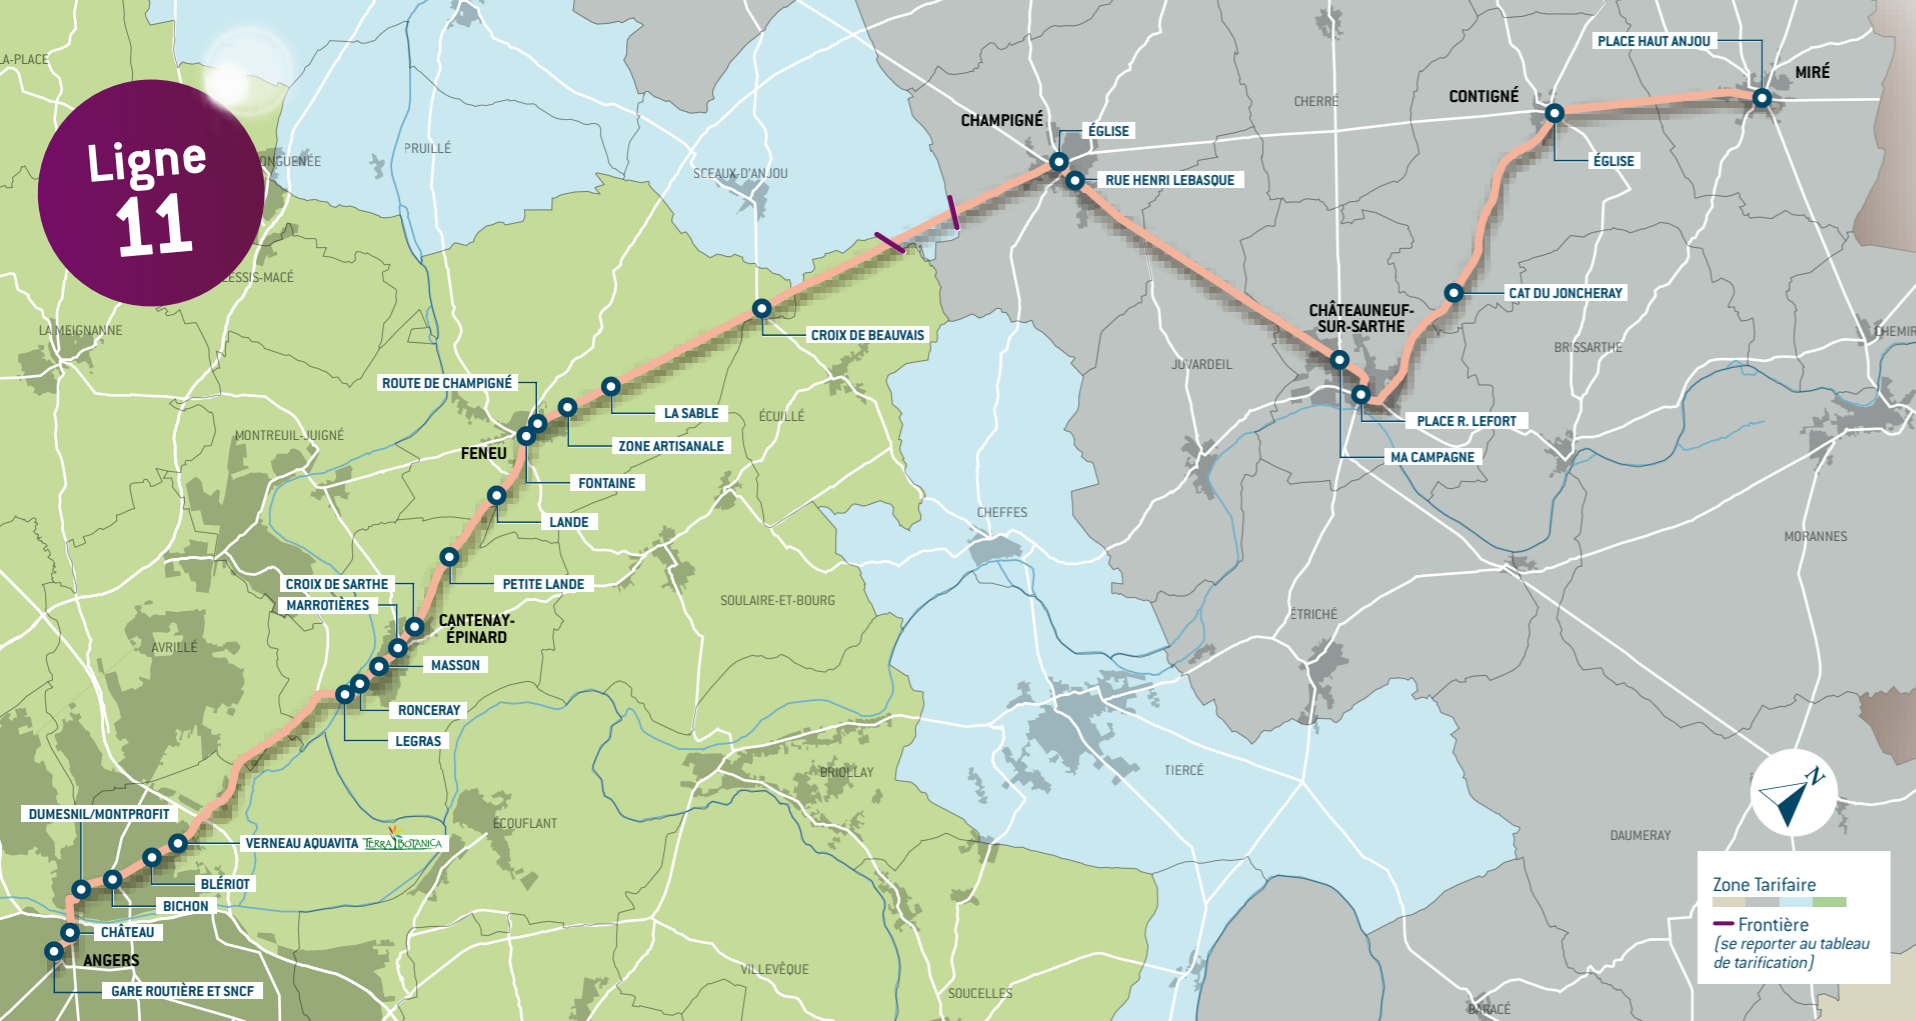 Ligne
11
LA-PLACE
PRUILLÉ
SCEAUX-D'ANJOU
CHAMPIGNÉ
ÉGLISE
RUE HENRI LEBASQUE
CHERRÉ
CONTIGNÉ
ÉGLISE
PLACE HAUT ANJOU
MIRÉ
ONGUENÉE
LESSIS-MACÉ
LA MEIGNANNE
CROIX DE BEAUVAIS
CHÂTEAUNEUF-
SUR-SARTHE
CAT DU JONCHERAY
BRISSARTHE
CHEMIR
JUVARDEIL
ROUTE DE CHAMPIGNÉ
LA SABLE
ÉCUILLÉ
ZONE ARTISANALE
PLACE R. LEFORT
MA CAMPAGNE
MONTREUIL-JUIGNÉ
FENEU
FONTAINE
LANDE
CHEFFES
MORANNES
CROIX DE SARTHE
PETITE LANDE
MARROTIÈRES
SOULAIRE-ET-BOURG
ÉTRICHÉ
CANTENAY-
ÉPINARD
AVRILLÉ
MASSON
RONCERAY
LEGRAS
BRIOLLAY
TIERCÉ
N
DUMESNIL/MONTPROFIT
ÉCOUFLANT
DAUMERAY
VERNEAU AQUAVITA TERRA BOTANICA
BLÉRIOT
BICHON
CHÂTEAU
ANGERS
GARE ROUTIÈRE ET SNCF
VILLEVÊQUE
SOUCELLES
BARACÉ
Zone Tarifaire
Frontière
(se reporter au tableau
de tarification)